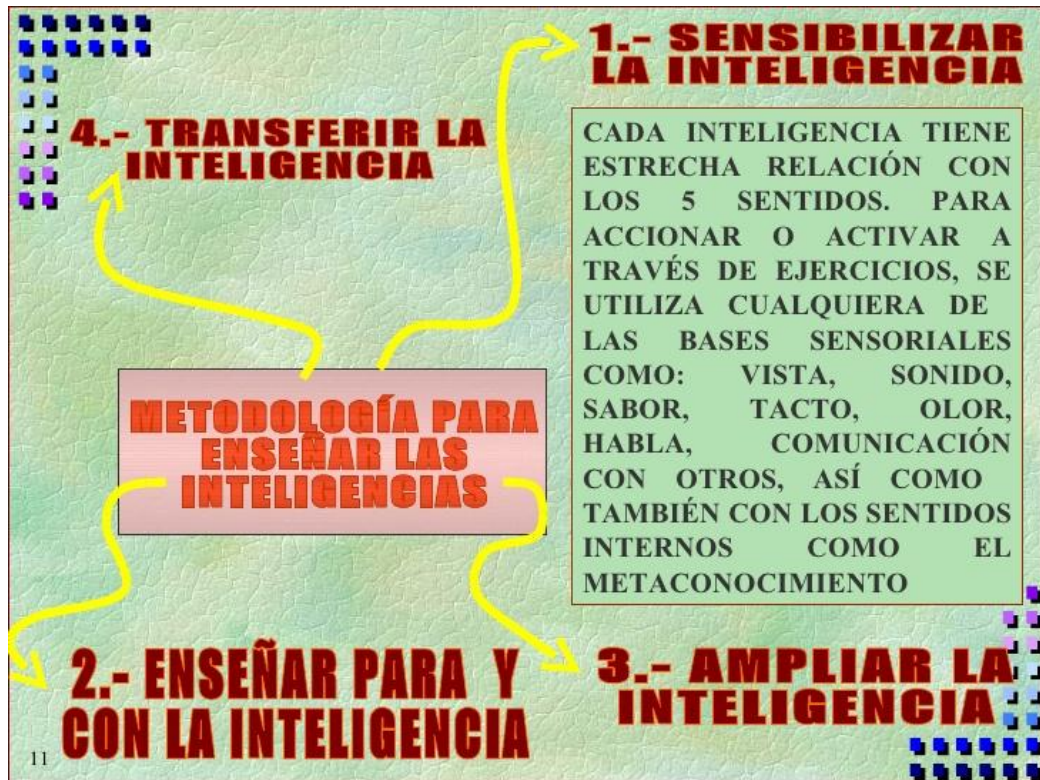 1.- SENSIBILIZAR
LA INTELIGENCIA
4.- TRANSFERIR LA
INTELIGENCIA
CADA INTELIGENCIA TIENE
ESTRECHA RELACIÓN CON
LOS 5 SENTIDOS. PARA
ACCIONAR O ACTIVAR A
TRAVÉS DE EJERCICIOS, SE
UTILIZA CUALQUIERA DE
LAS BASES SENSORIALES
COMO: VISTA, SONIDO,
SABOR, TACTO, OLOR,
HABLA, COMUNICACIÓN
CON OTROS, ASÍ COMO
TAMBIÉN CON LOS SENTIDOS
INTERNOS COMO EL
METACONOCIMIENTO
METODOLOGÍA PARA
ENSEÑAR LAS
INTELIGENCIAS
2.- ENSEÑAR PARA Y
CON LA INTELIGENCIA
3.- AMPLIAR LA
INTELIGENCIA
11